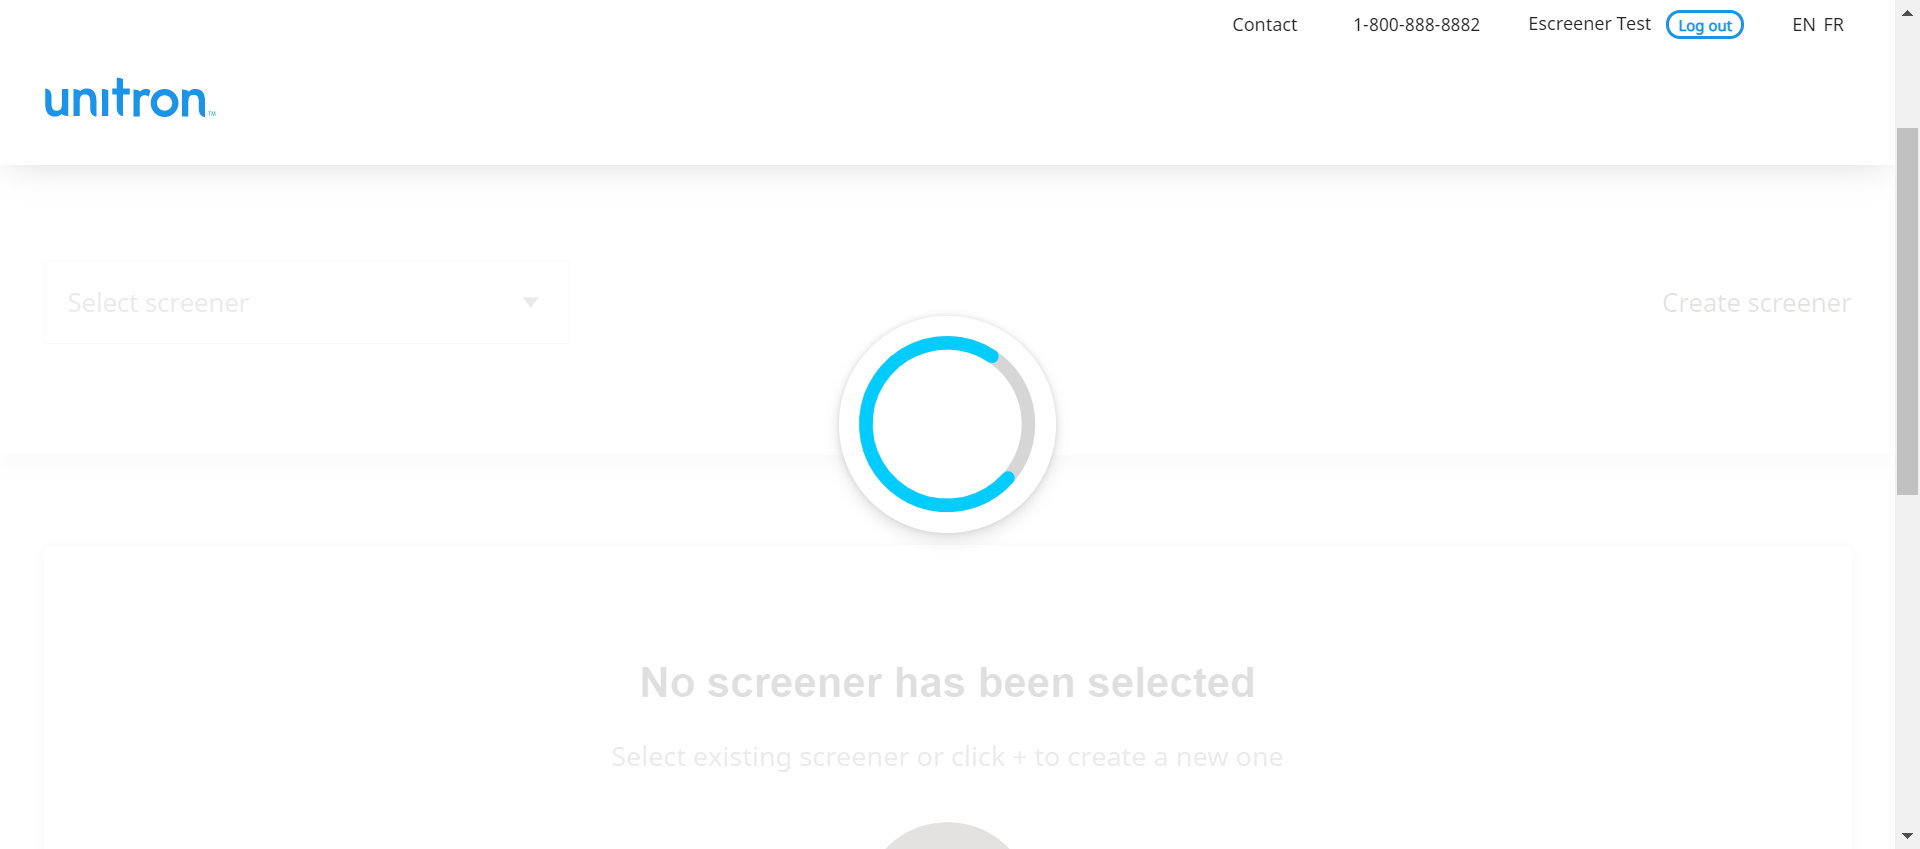 Contact 1-800-888-8882 Escreener Test Log out EN FR
unitron™
Select screener
Create screener
No screener has been selected
Select existing screener or click + to create a new one